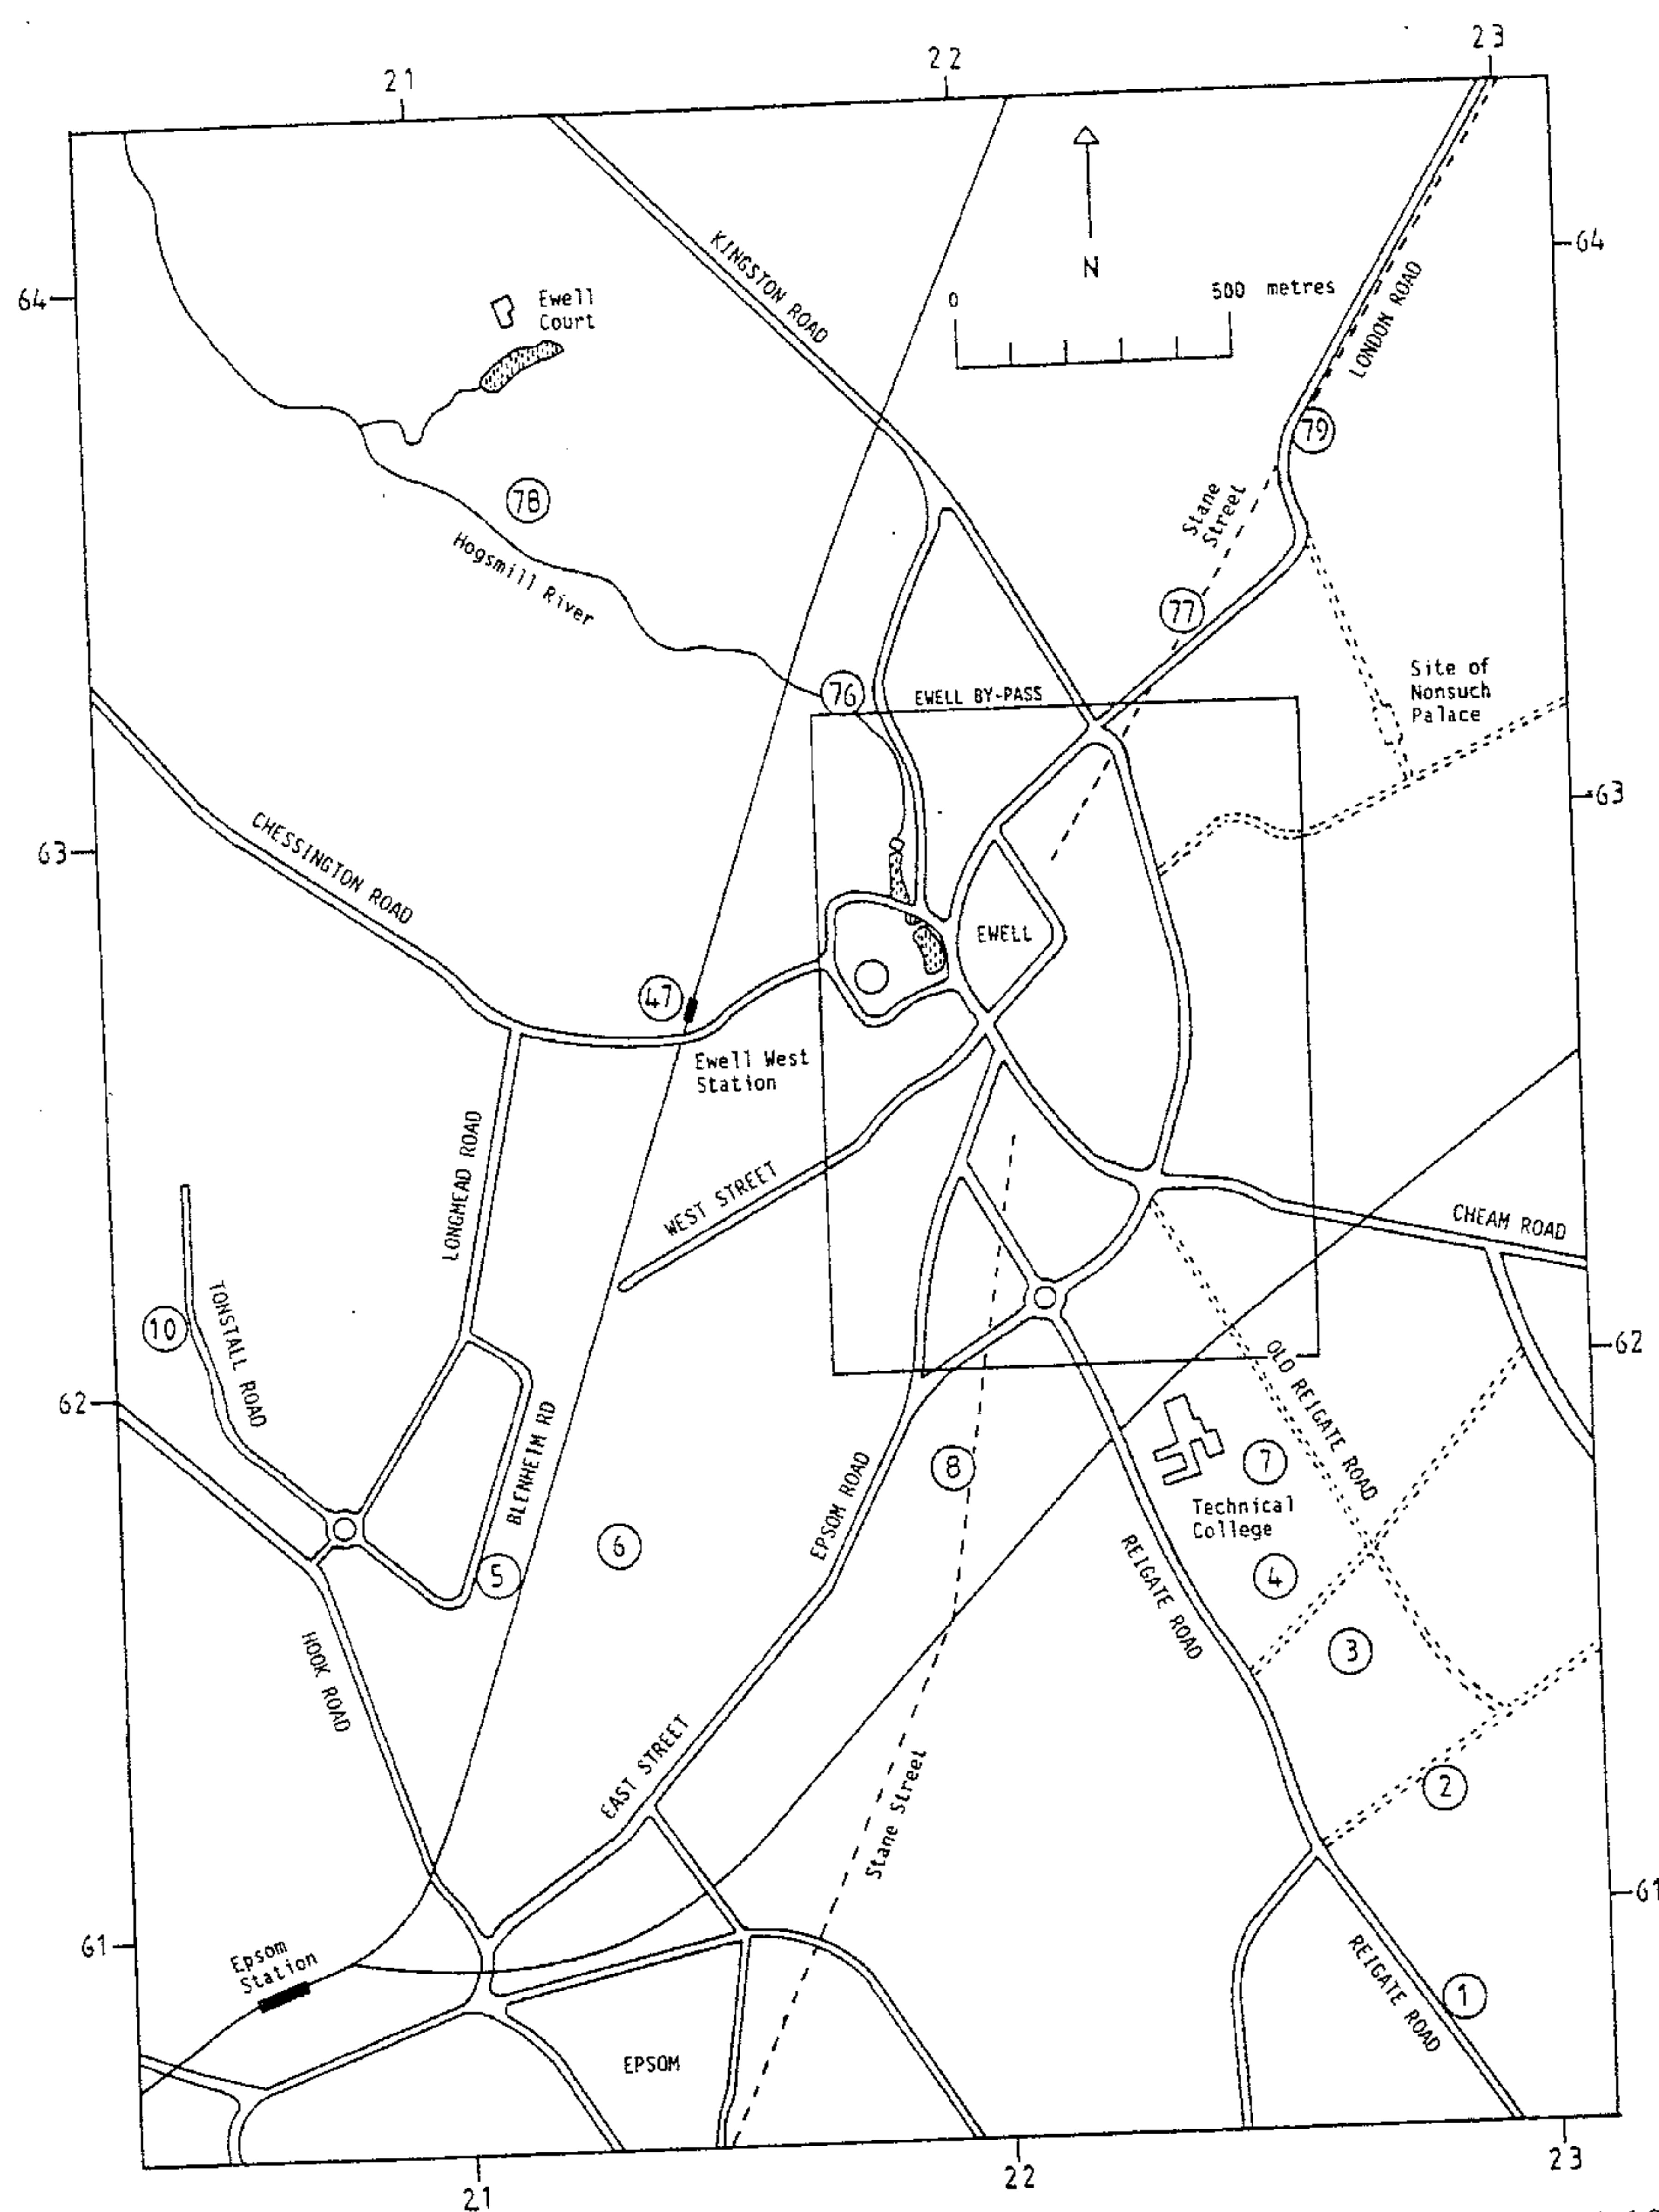 21
22
23
64
64
N
0
500 metres
KINGSTON ROAD
LONDON ROAD
Ewell
Court
79
78
Stane
Street
Hogsmill River
77
76
EWELL BY-PASS
Site of
Nonsuch
Palace
63
63
CHESSINGTON ROAD
EWELL
47
Ewell West
Station
LONGMEAD ROAD
WEST STREET
CHEAM ROAD
10
TONSTALL ROAD
62
62
OLD REIGATE ROAD
BLENHEIM RD
EPSOM ROAD
8
7
Technical
College
5
6
4
REIGATE ROAD
3
HOOK ROAD
EAST STREET
Stane Street
2
61
61
Epsom
Station
REIGATE ROAD
1
EPSOM
21
22
23